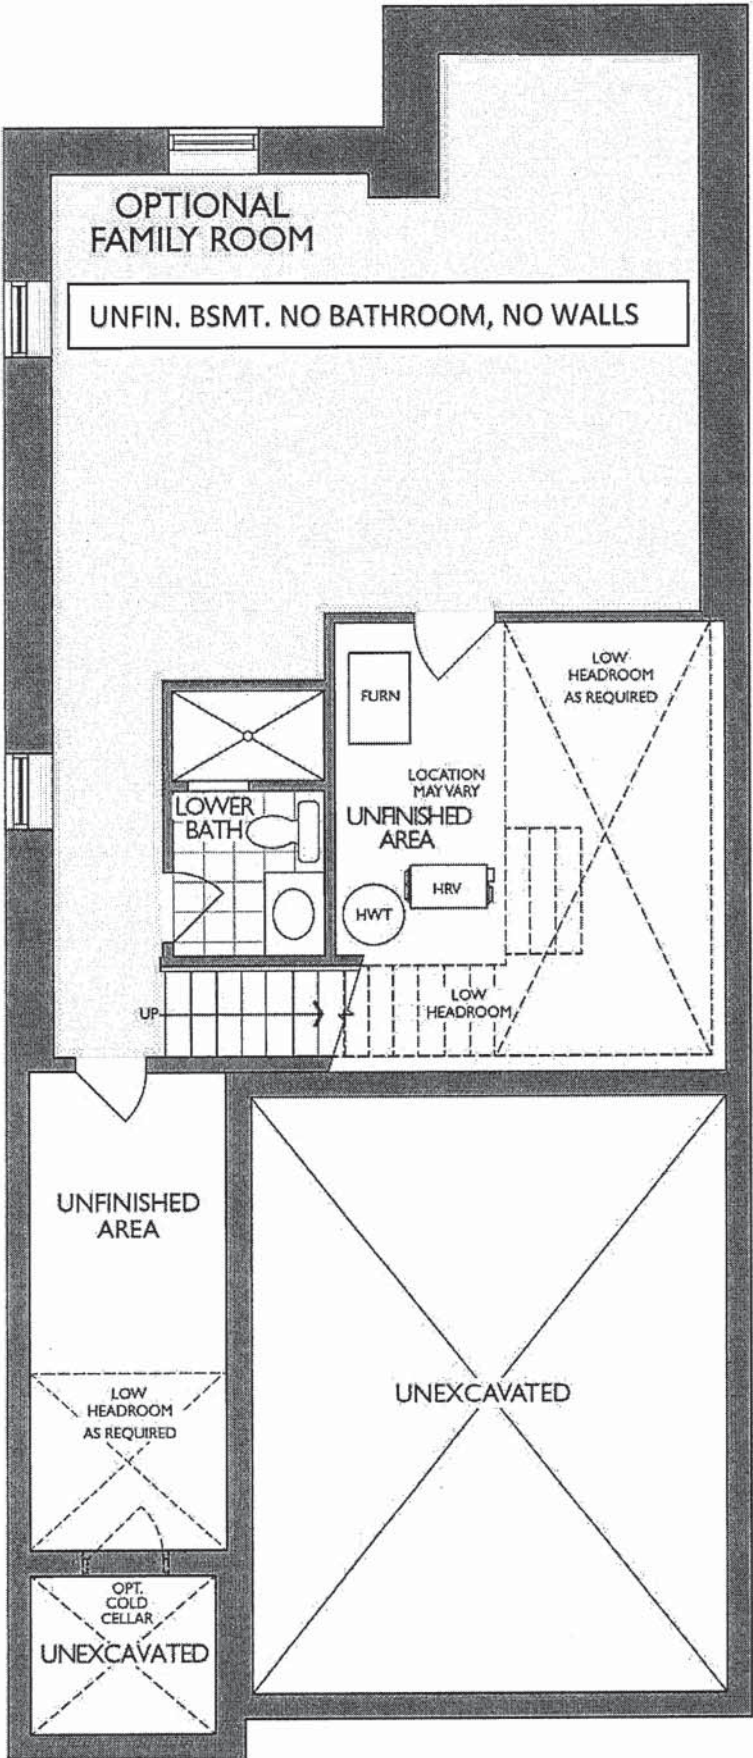 OPTIONAL
FAMILY ROOM
UNFIN. BSMT. NO BATHROOM, NO WALLS
LOW
HEADROOM
AS REQUIRED
FURN
LOCATION
MAY VARY
UNFINISHED
AREA
LOWER
BATH
HRV
HWT
UP
LOW
HEADROOM
UNFINISHED
AREA
LOW
HEADROOM
AS REQUIRED
UNEXCAVATED
OPT.
COLD
CELLAR
UNEXCAVATED